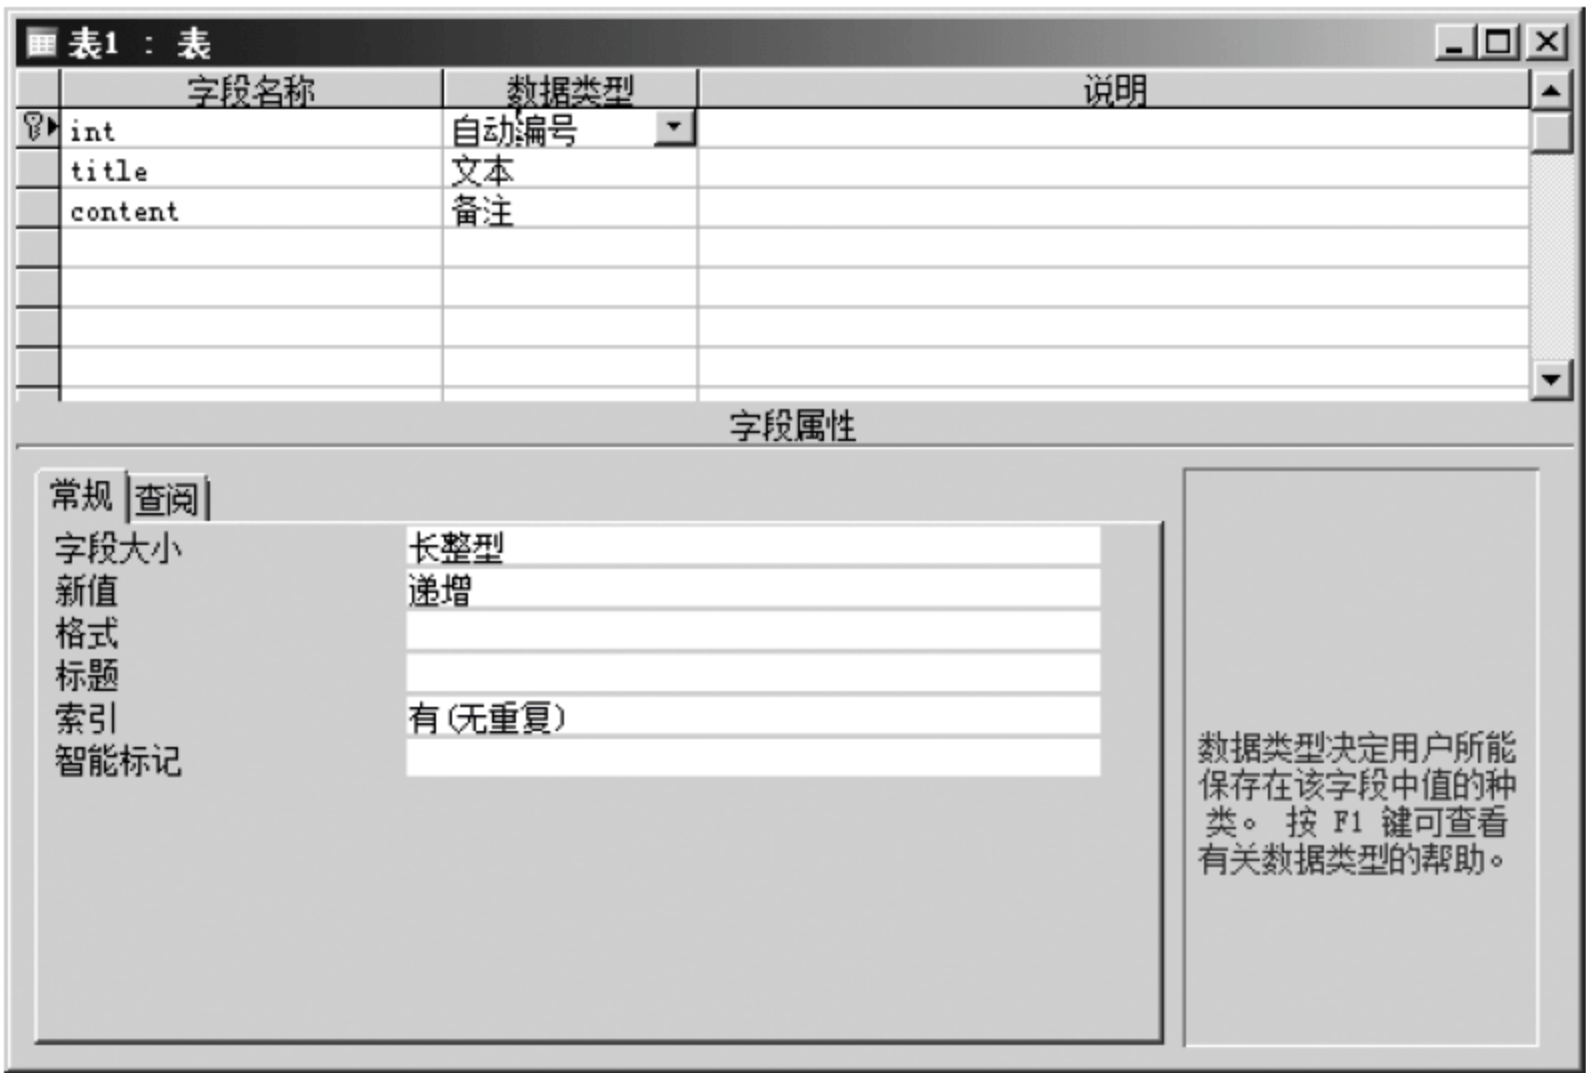 表1 : 表
字段名称 数据类型 说明
int 自动编号
title 文本
content 备注
字段属性
常规 查阅
字段大小 长整型
新值 递增
格式
标题
索引 有(无重复)
智能标记
数据类型决定用户所能
保存在该字段中值的种
类。 按 F1 键可查看
有关数据类型的帮助。